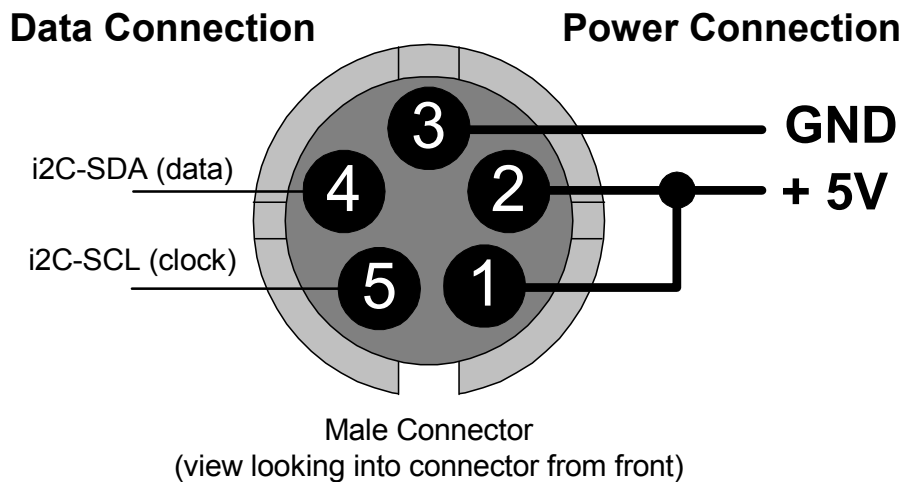 Data Connection
Power Connection
3
GND
i2C-SDA (data)
4
2
+ 5V
i2C-SCL (clock)
5
1
Male Connector
(view looking into connector from front)